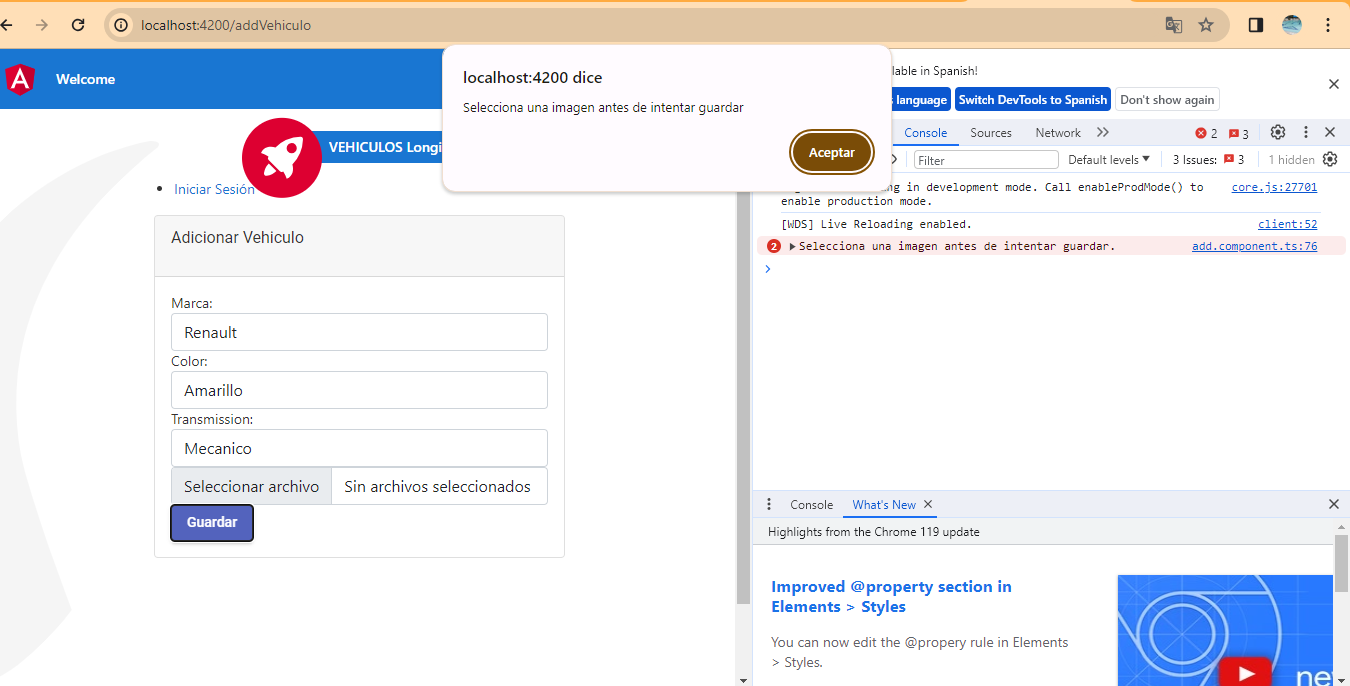 localhost:4200/addVehiculo
Welcome
localhost:4200 dice
Selecciona una imagen antes de intentar guardar
Aceptar
VEHICULOS Longi
Iniciar Sesión
Adicionar Vehiculo
Marca:
Renault
Color:
Amarillo
Transmission:
Mecanico
Seleccionar archivo Sin archivos seleccionados
Guardar
lable in Spanish!
language Switch DevTools to Spanish Don't show again
Console Sources Network 2 3
Filter Default levels 3 Issues: 3 1 hidden
in development mode. Call enableProdMode() to core.js:27701
enable production mode.
[WDS] Live Reloading enabled. client:52
2 Selecciona una imagen antes de intentar guardar. add.component.ts:76
Console What's New
Highlights from the Chrome 119 update
Improved @property section in
Elements > Styles
You can now edit the @propery rule in Elements
> Styles.
ne